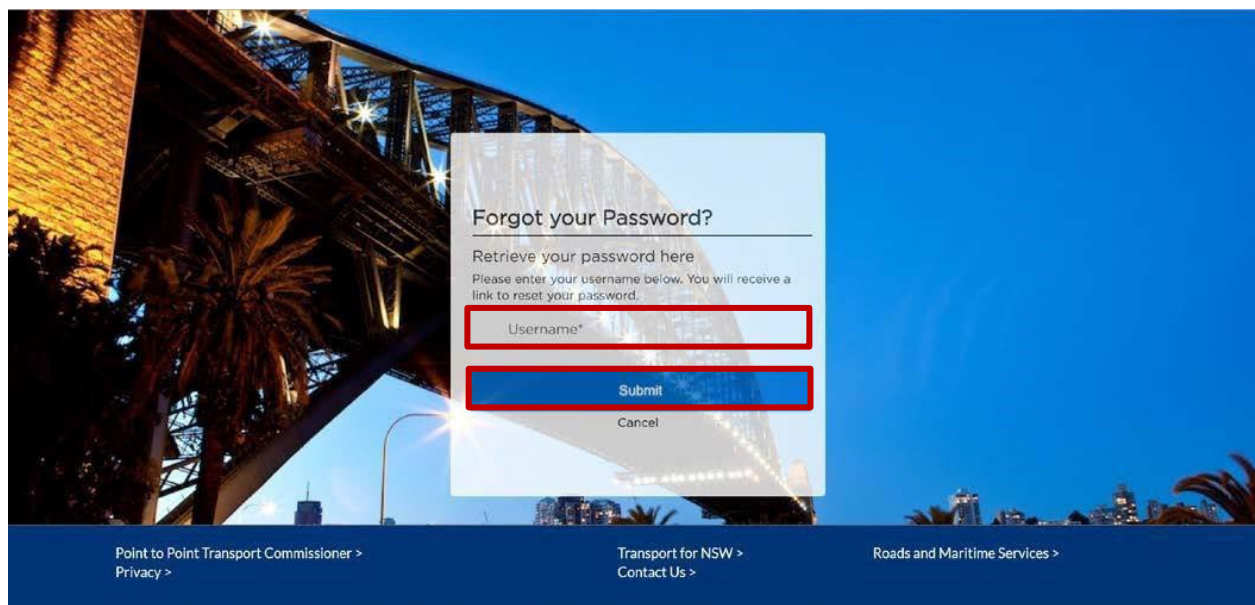 Forgot your Password?
Retrieve your password here
Please enter your username below. You will receive a
link to reset your password.
Username*
Submit
Cancel
Point to Point Transport Commissioner >
Privacy >
Transport for NSW >
Contact Us >
Roads and Maritime Services >